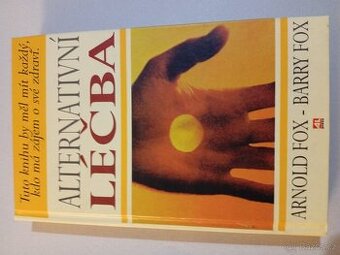 Tuto knihu by měl mít každý,
kdo má zájem o své zdraví.
ALTERNATIVNÍ
LÉČBA
ARNOLD FOX - BARRY FOX